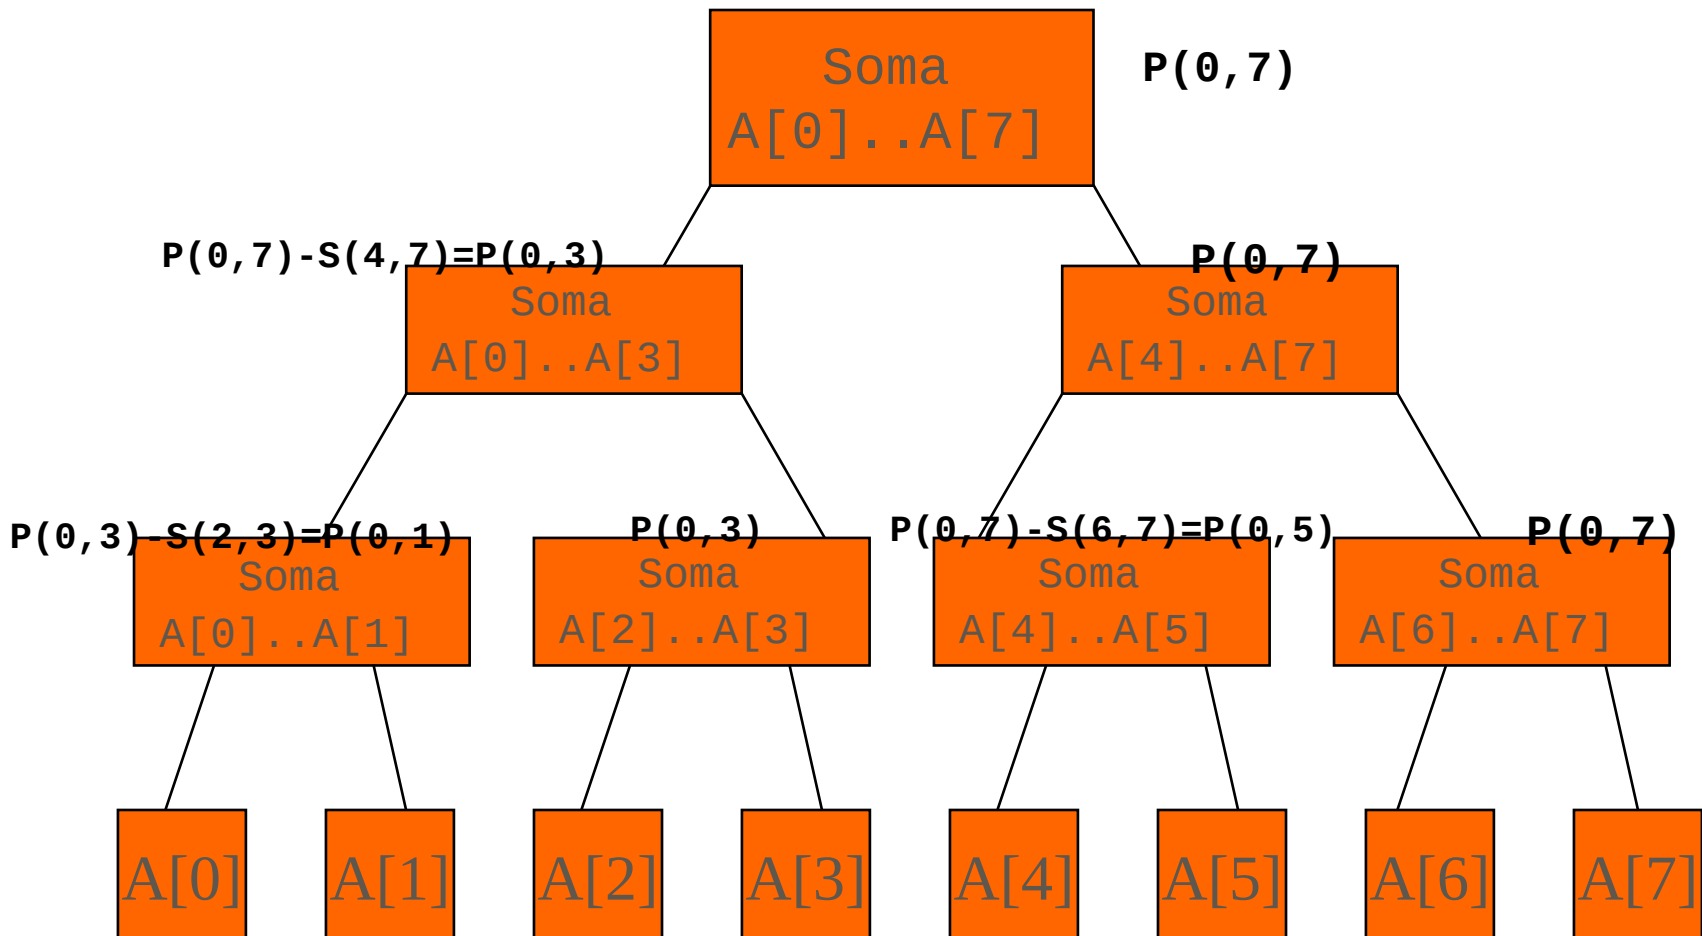 Soma
A[0]..A[7]
P(0,7)
P(0,7)-S(4,7)=P(0,3)
Soma
A[0]..A[3]
P(0,7)
Soma
A[4]..A[7]
P(0,3)-S(2,3)=P(0,1)
Soma
A[0]..A[1]
P(0,3)
Soma
A[2]..A[3]
P(0,7)-S(6,7)=P(0,5)
Soma
A[4]..A[5]
P(0,7)
Soma
A[6]..A[7]
A[0]
A[1]
A[2]
A[3]
A[4]
A[5]
A[6]
A[7]